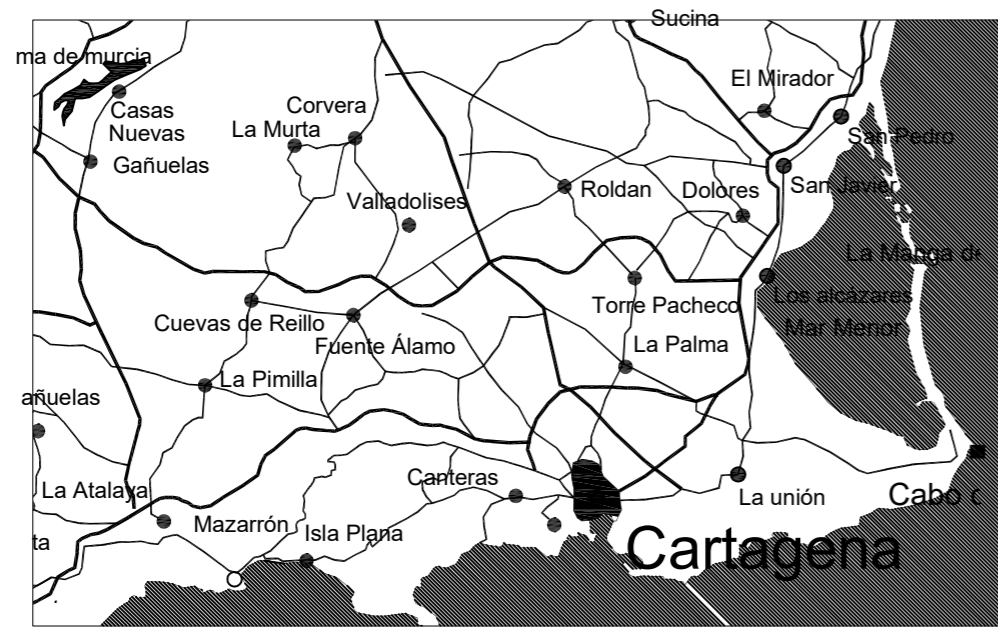 Sucina
ma de murcia
El Mirador
Casas
Nuevas
Corvera
La Murta
San Pedro
Gañuelas
Roldan
Dolores
San Javier
Valladolises
La Manga de
Torre Pacheco
Los alcázares
Cuevas de Reillo
Mar Menor
Fuente Álamo
La Palma
La Pimilla
añuelas
Canteras
La Atalaya
La unión
Cabo d
Mazarrón
Isla Plana
ta
Cartagena